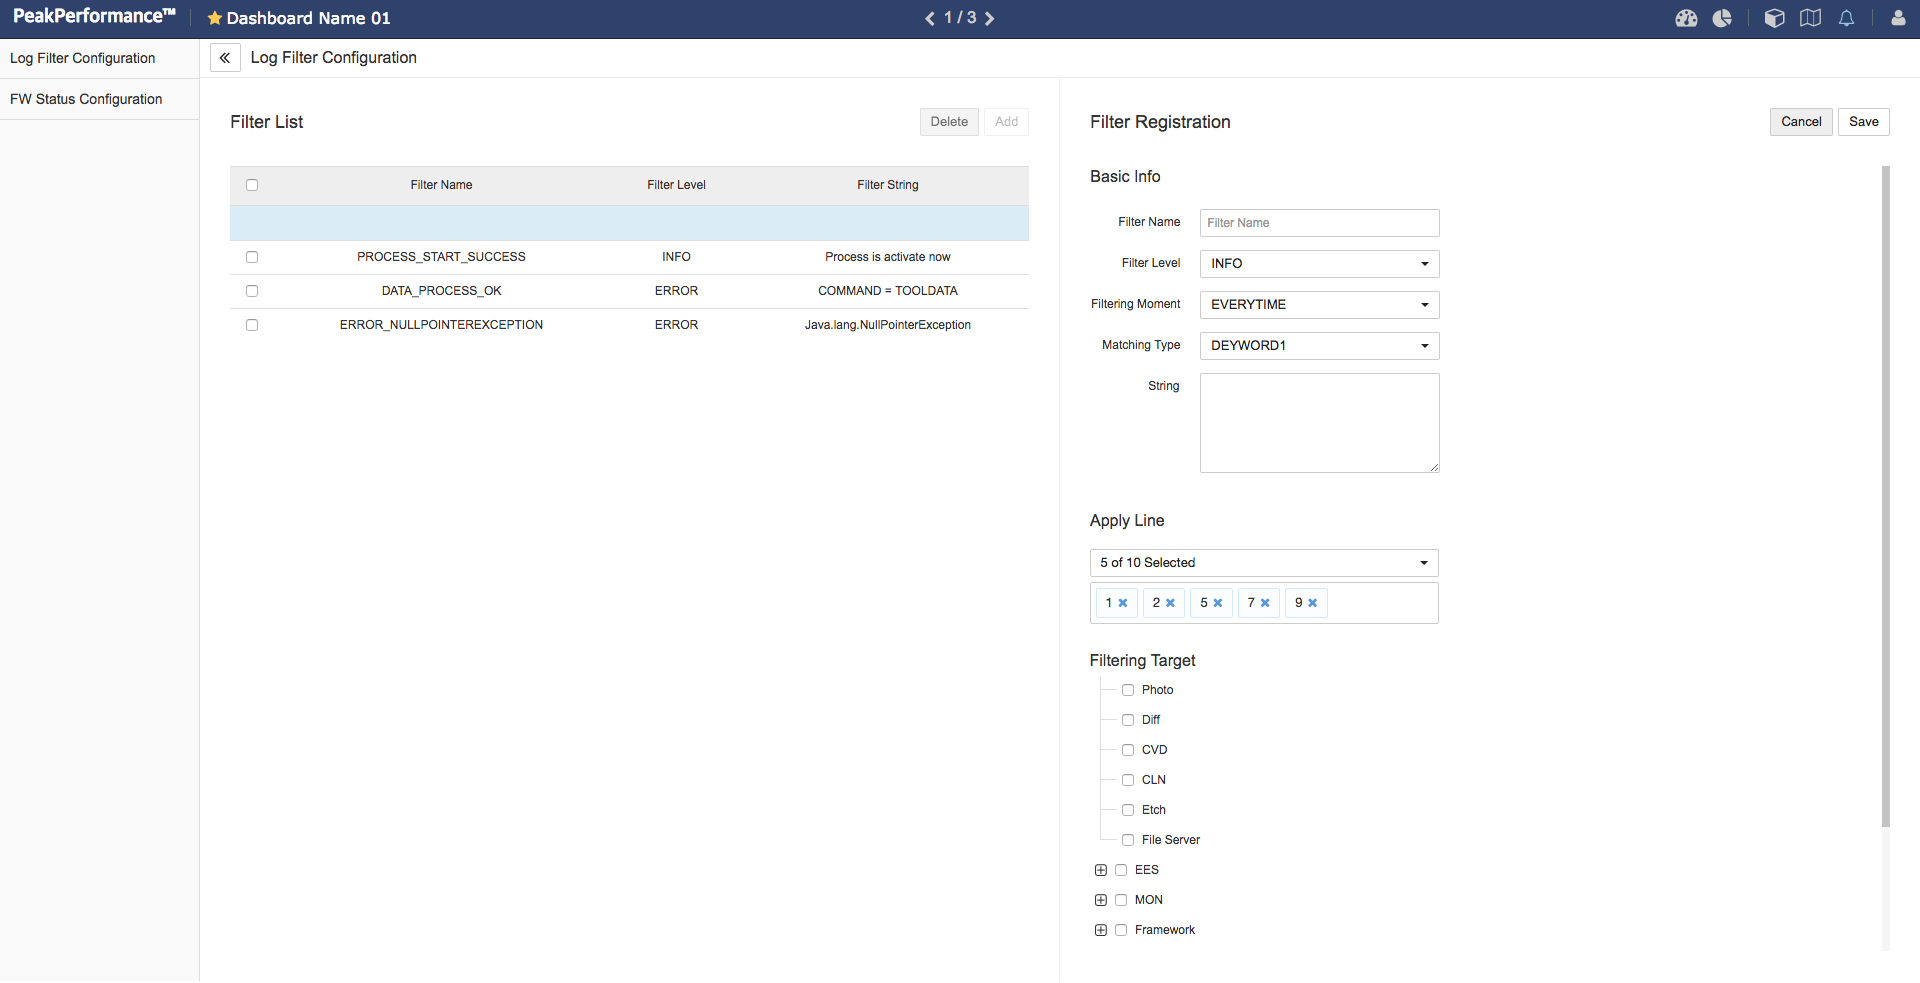 PeakPerformance™
Dashboard Name 01
1 / 3
Log Filter Configuration
FW Status Configuration
Log Filter Configuration
Filter List
Delete
Add
Filter Name Filter Level Filter String
PROCESS_START_SUCCESS INFO Process is activate now
DATA_PROCESS_OK ERROR COMMAND = TOOLDATA
ERROR_NULLPOINTEREXCEPTION ERROR Java.lang.NullPointerException
Filter Registration
Cancel
Save
Basic Info
Filter Name Filter Name
Filter Level INFO
Filtering Moment EVERYTIME
Matching Type DEYWORD1
String
Apply Line
5 of 10 Selected
1 2 5 7 9
Filtering Target
Photo
Diff
CVD
CLN
Etch
File Server
EES
MON
Framework